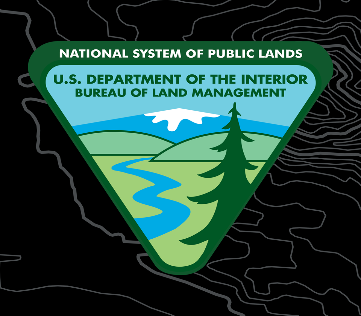 NATIONAL SYSTEM OF PUBLIC LANDS
U.S. DEPARTMENT OF THE INTERIOR
BUREAU OF LAND MANAGEMENT